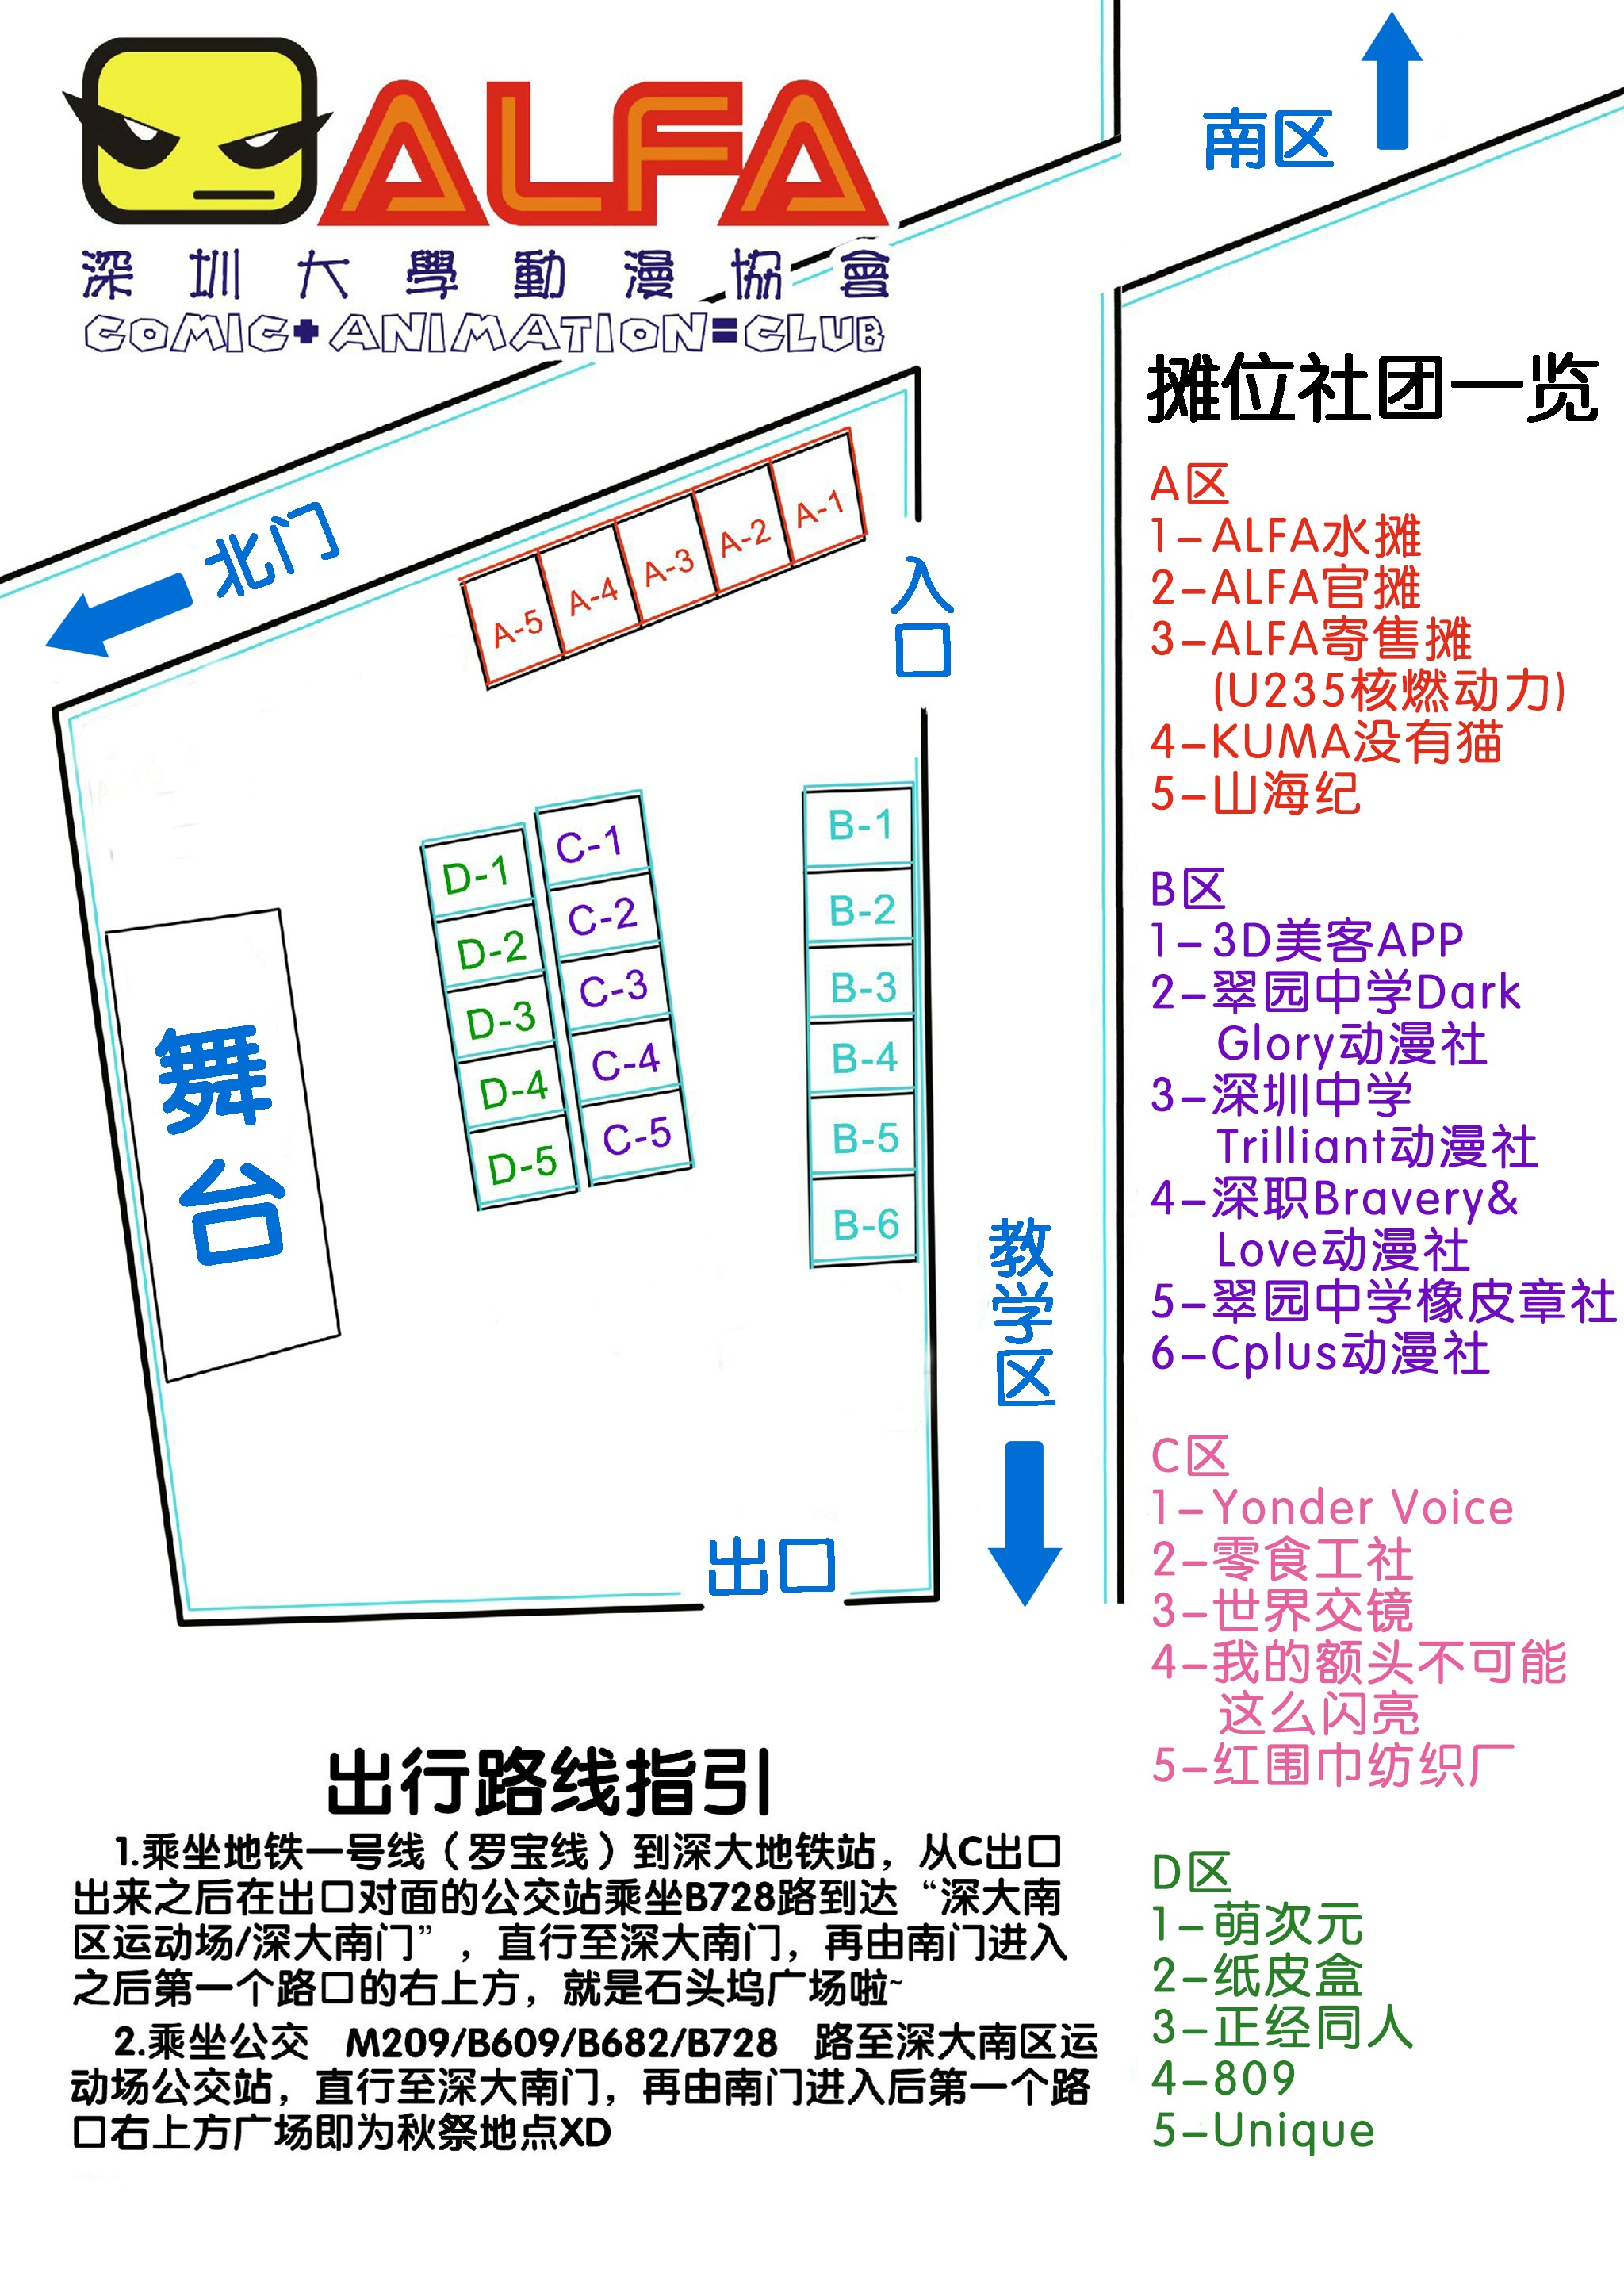 ALFA
深圳大學動漫協會
COMIC+ANIMATION=CLUB
南区
北门
A-1
A-2
A-3
A-4
A-5
入
口
B-1
B-2
B-3
B-4
B-5
B-6
C-1
C-2
C-3
C-4
C-5
D-1
D-2
D-3
D-4
D-5
舞
台
教
学
区
出口
摊位社团一览
A区
1-ALFA水摊
2-ALFA官摊
3-ALFA寄售摊
(U235核燃动力)
4-KUMA没有猫
5-山海纪
B区
1-3D美客APP
2-翠园中学Dark
Glory动漫社
3-深圳中学
Trilliant动漫社
4-深职Bravery&
Love动漫社
5-翠园中学橡皮章社
6-Cplus动漫社
C区
1-Yonder Voice
2-零食工社
3-世界交镜
4-我的额头不可能
这么闪亮
5-红围巾纺织厂
D区
1-萌次元
2-纸皮盒
3-正经同人
4-809
5-Unique
出行路线指引
1.乘坐地铁一号线（罗宝线）到深大地铁站，从C出口
出来之后在出口对面的公交站乘坐B728路到达“深大南
区运动场/深大南门”，直行至深大南门，再由南门进入
之后第一个路口的右上方，就是石头坞广场啦~
2.乘坐公交 M209/B609/B682/B728 路至深大南区运
动场公交站，直行至深大南门，再由南门进入后第一个路
口右上方广场即为秋祭地点XD